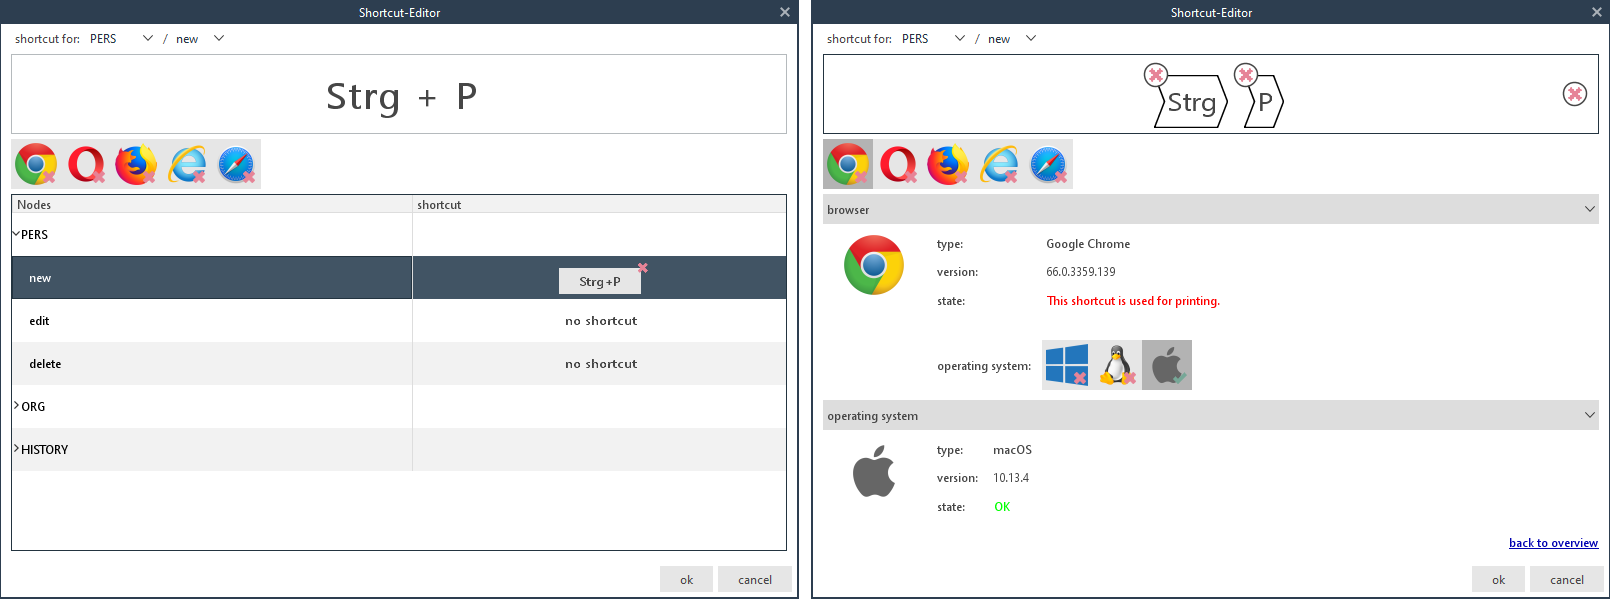 Shortcut-Editor
shortcut for: PERS / new
Strg + P
Nodes shortcut
PERS
new Strg+P
edit no shortcut
delete no shortcut
ORG
HISTORY
ok cancel
Shortcut-Editor
shortcut for: PERS / new
Strg P
browser
type: Google Chrome
version: 66.0.3359.139
state: This shortcut is used for printing.
operating system:
operating system
type: macOS
version: 10.13.4
state: OK
back to overview
ok cancel